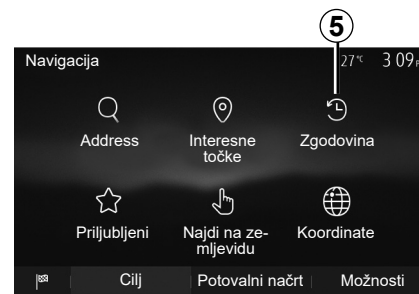 5
Navigacija 27°C 3 09
Address Interesne Zgodovina
točke
Priljubljeni Najdi na ze- Koordinate
mljevidu
Cilj Potovalni načrt Možnosti